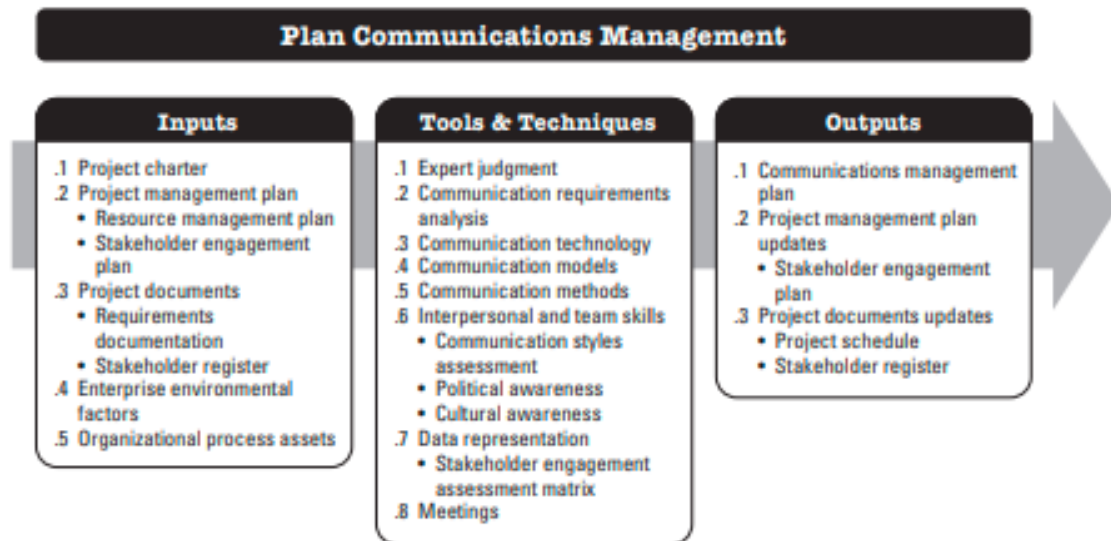 Plan Communications Management
Inputs
.1 Project charter
.2 Project management plan
• Resource management plan
• Stakeholder engagement
plan
.3 Project documents
• Requirements
documentation
• Stakeholder register
.4 Enterprise environmental
factors
.5 Organizational process assets
Tools & Techniques
.1 Expert judgment
.2 Communication requirements
analysis
.3 Communication technology
.4 Communication models
.5 Communication methods
.6 Interpersonal and team skills
• Communication styles
assessment
• Political awareness
• Cultural awareness
.7 Data representation
• Stakeholder engagement
assessment matrix
.8 Meetings
Outputs
.1 Communications management
plan
.2 Project management plan
updates
• Stakeholder engagement
plan
.3 Project documents updates
• Project schedule
• Stakeholder register